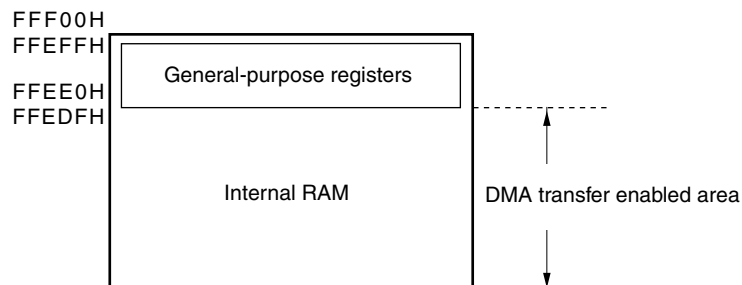 FFF00H
FFEFFH
General-purpose registers
FFEE0H
FFEDFH
Internal RAM
DMA transfer enabled area